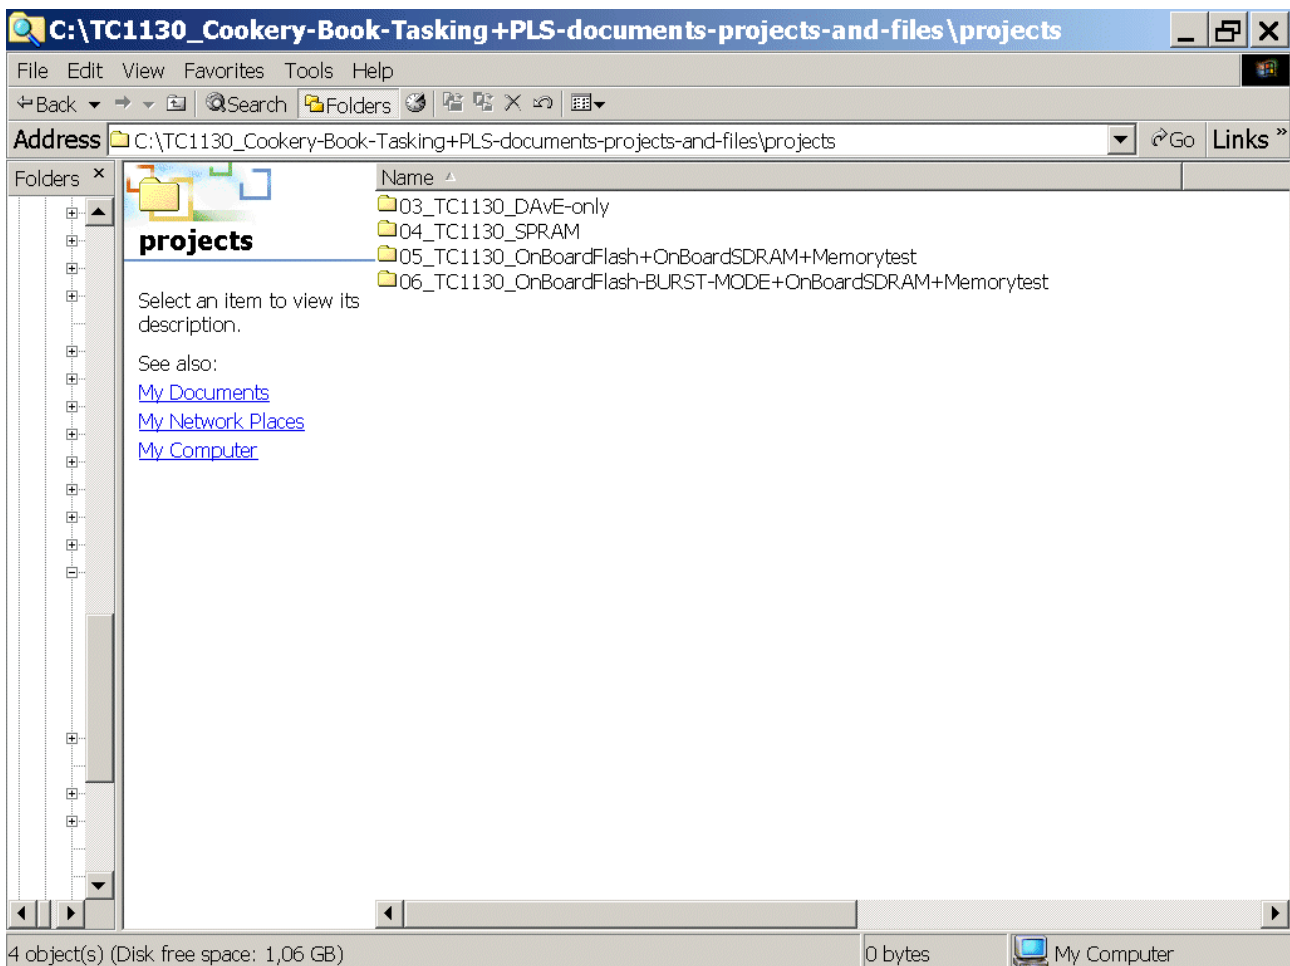 C:\TC1130_Cookery-Book-Tasking+PLS-documents-projects-and-files\projects
File Edit View Favorites Tools Help
Back Search Folders
Address C:\TC1130_Cookery-Book-Tasking+PLS-documents-projects-and-files\projects Go Links »
Folders × Name
03_TC1130_DAvE-only
04_TC1130_SPRAM
projects
05_TC1130_OnBoardFlash+OnBoardSDRAM+Memorytest
06_TC1130_OnBoardFlash-BURST-MODE+OnBoardSDRAM+Memorytest
Select an item to view its
description.
See also:
My Documents
My Network Places
My Computer
4 object(s) (Disk free space: 1,06 GB) 0 bytes My Computer